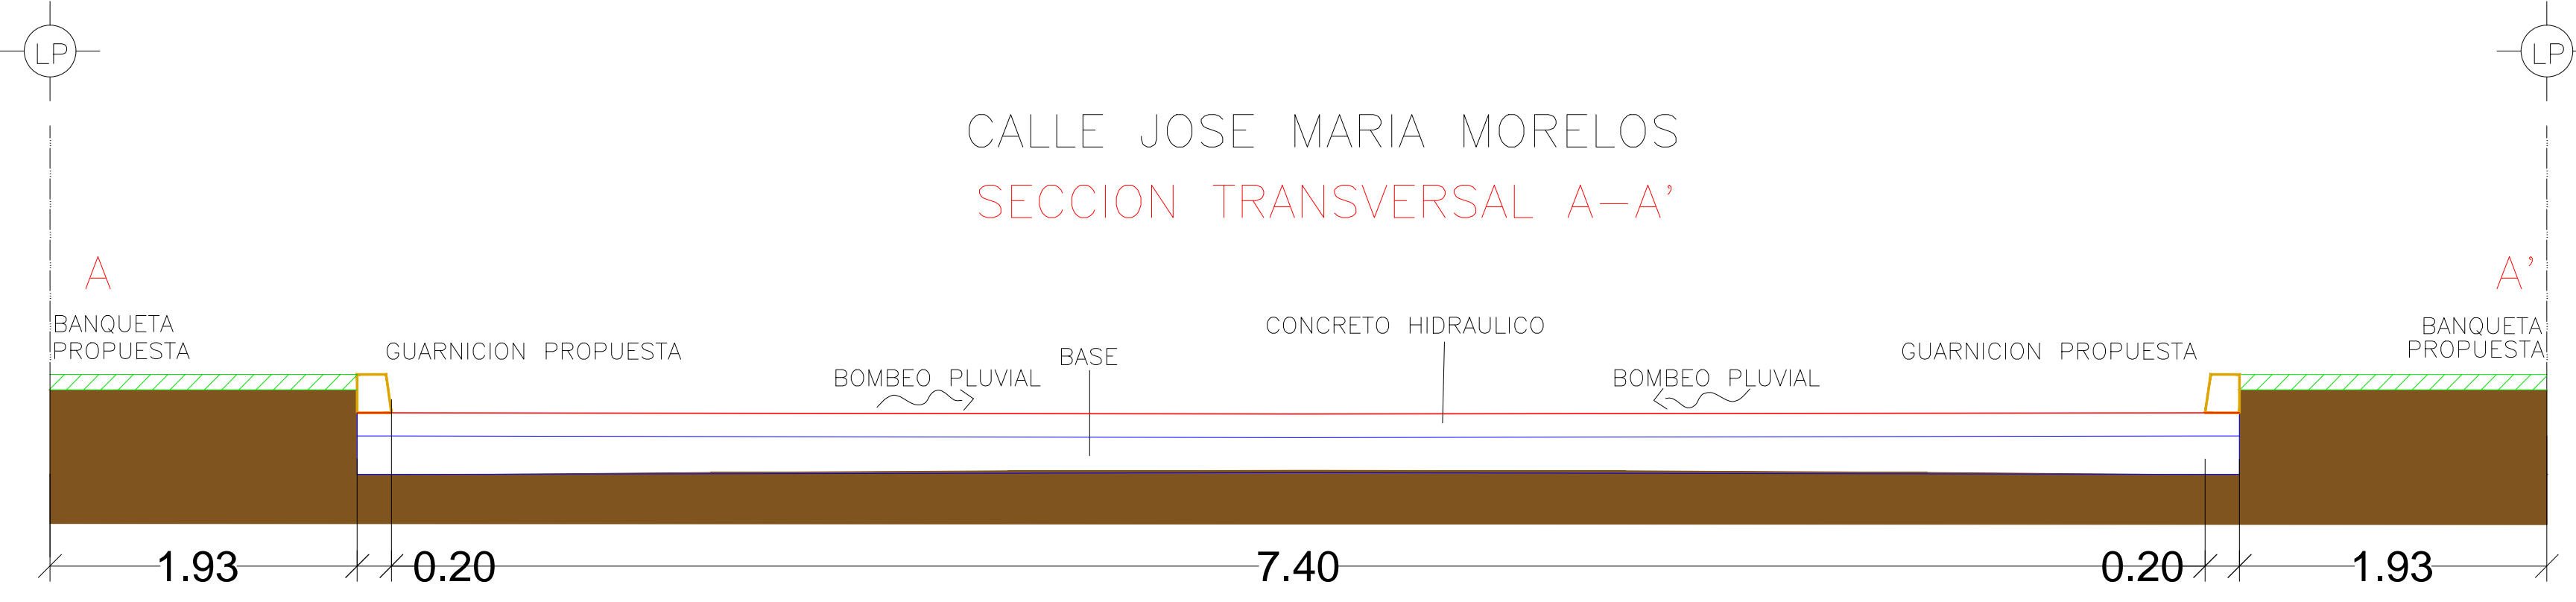 LP
LP
CALLE JOSE MARIA MORELOS
SECCION TRANSVERSAL A-A'
A
A'
BANQUETA
PROPUESTA
GUARNICION PROPUESTA
BOMBEO PLUVIAL
BASE
CONCRETO HIDRAULICO
BOMBEO PLUVIAL
GUARNICION PROPUESTA
BANQUETA
PROPUESTA
1.93
0.20
7.40
0.20
1.93